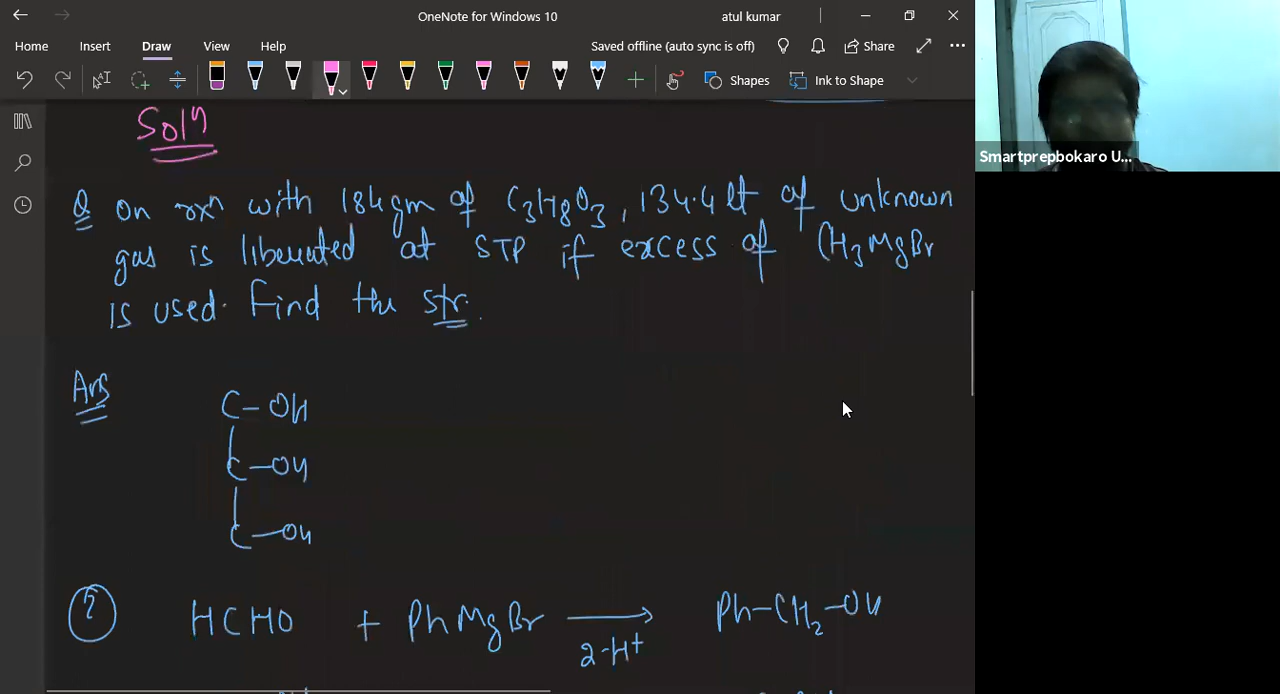 OneNote for Windows 10
atul kumar
Home Insert Draw View Help
Saved offline (auto sync is off) Share
Shapes Ink to Shape
Smartprepbokaro U...
Solⁿ
Q on rxⁿ with 184gm of C₃H₈O₃, 134.4 lt of unknown
gas is liberated at STP if excess of CH₃MgBr
is used. Find the str.
Ans
C-OH
C-OH
C-OH
2 HCHO + PhMgBr → Ph-CH₂-OH
2-H⁺